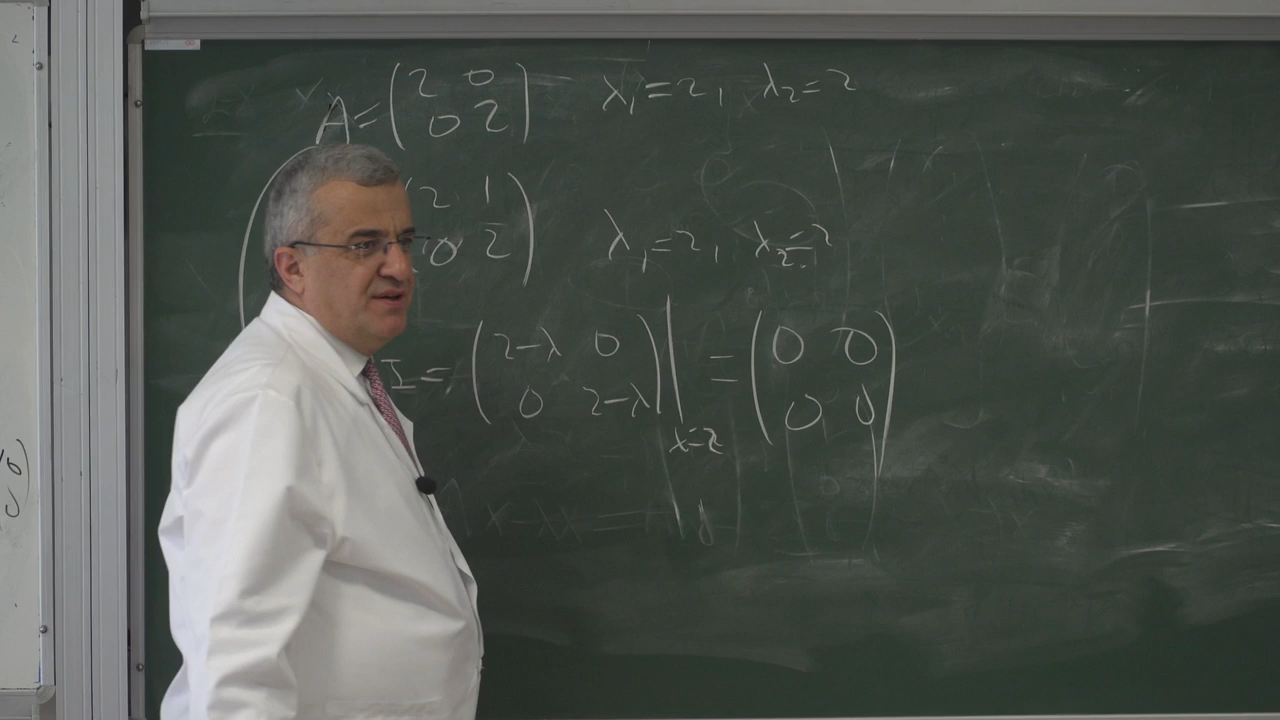 A = ( 2 0 λ₁ = 2, λ₂ = 2
0 2 )
2 1 )
0 2 λ₁ = 2, λ₂ = 2
I = ( 2-λ 0 | = ( 0 0
0 2-λ ) 0 0 )
λ=2